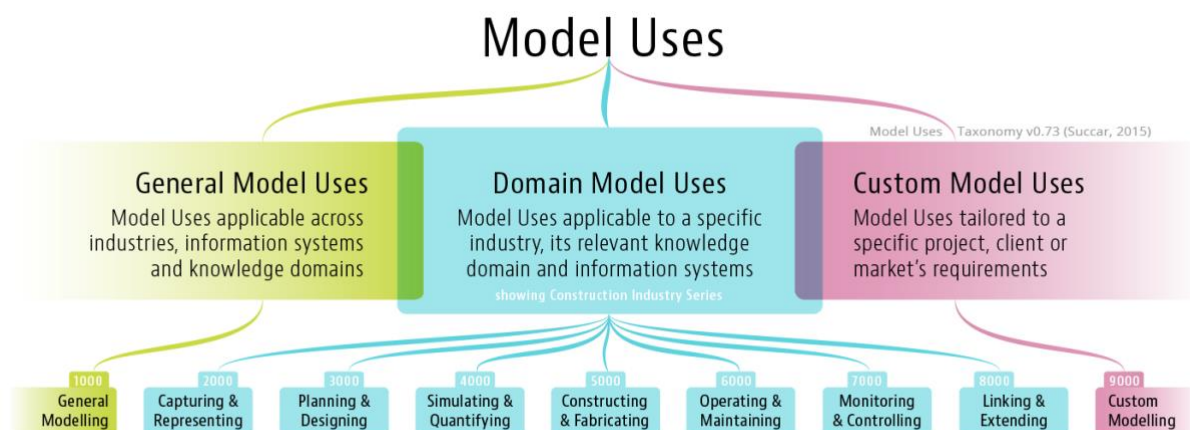 Model Uses
Model Uses Taxonomy v0.73 (Succar, 2015)
General Model Uses
Model Uses applicable across
industries, information systems
and knowledge domains
Domain Model Uses
Model Uses applicable to a specific
industry, its relevant knowledge
domain and information systems
showing Construction Industry Series
Custom Model Uses
Model Uses tailored to a
specific project, client or
market's requirements
1000
General
Modelling
2000
Capturing &
Representing
3000
Planning &
Designing
4000
Simulating &
Quantifying
5000
Constructing
& Fabricating
6000
Operating &
Maintaining
7000
Monitoring
& Controlling
8000
Linking &
Extending
9000
Custom
Modelling